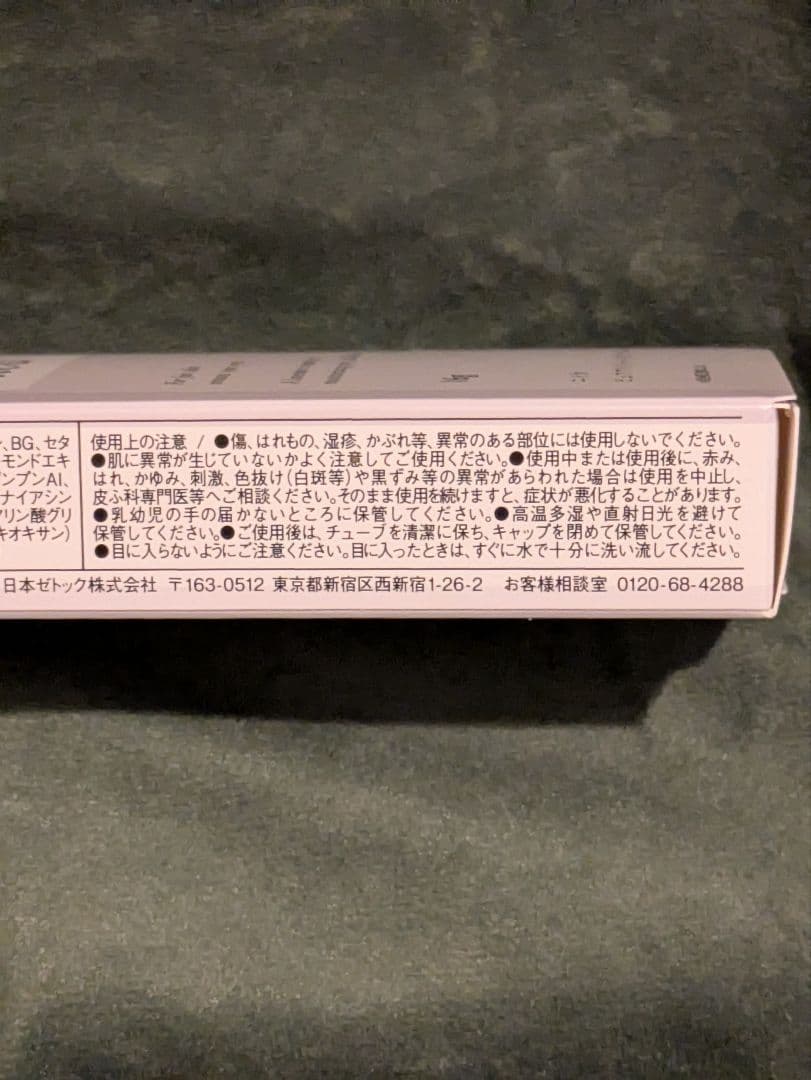 16g
ン、BG、セタ
モンドエキ
デンプンAl、
ナイアシン
アリン酸グリ
キオキサン)
使用上の注意 / ●傷、はれもの、湿疹、かぶれ等、異常のある部位には使用しないでください。
●肌に異常が生じていないかよく注意してご使用ください。●使用中または使用後に、赤み、
はれ、かゆみ、刺激、色抜け(白斑等)や黒ずみ等の異常があらわれた場合は使用を中止し、
皮ふ科専門医等へご相談ください。そのまま使用を続けますと、症状が悪化することがあります。
●乳幼児の手の届かないところに保管してください。●高温多湿や直射日光を避けて
保管してください。●ご使用後は、チューブを清潔に保ち、キャップを閉めて保管してください。
●目に入らないようにご注意ください。目に入ったときは、すぐに水で十分に洗い流してください。
日本ゼトック株式会社 〒163-0512 東京都新宿区西新宿1-26-2 お客様相談室 0120-68-4288